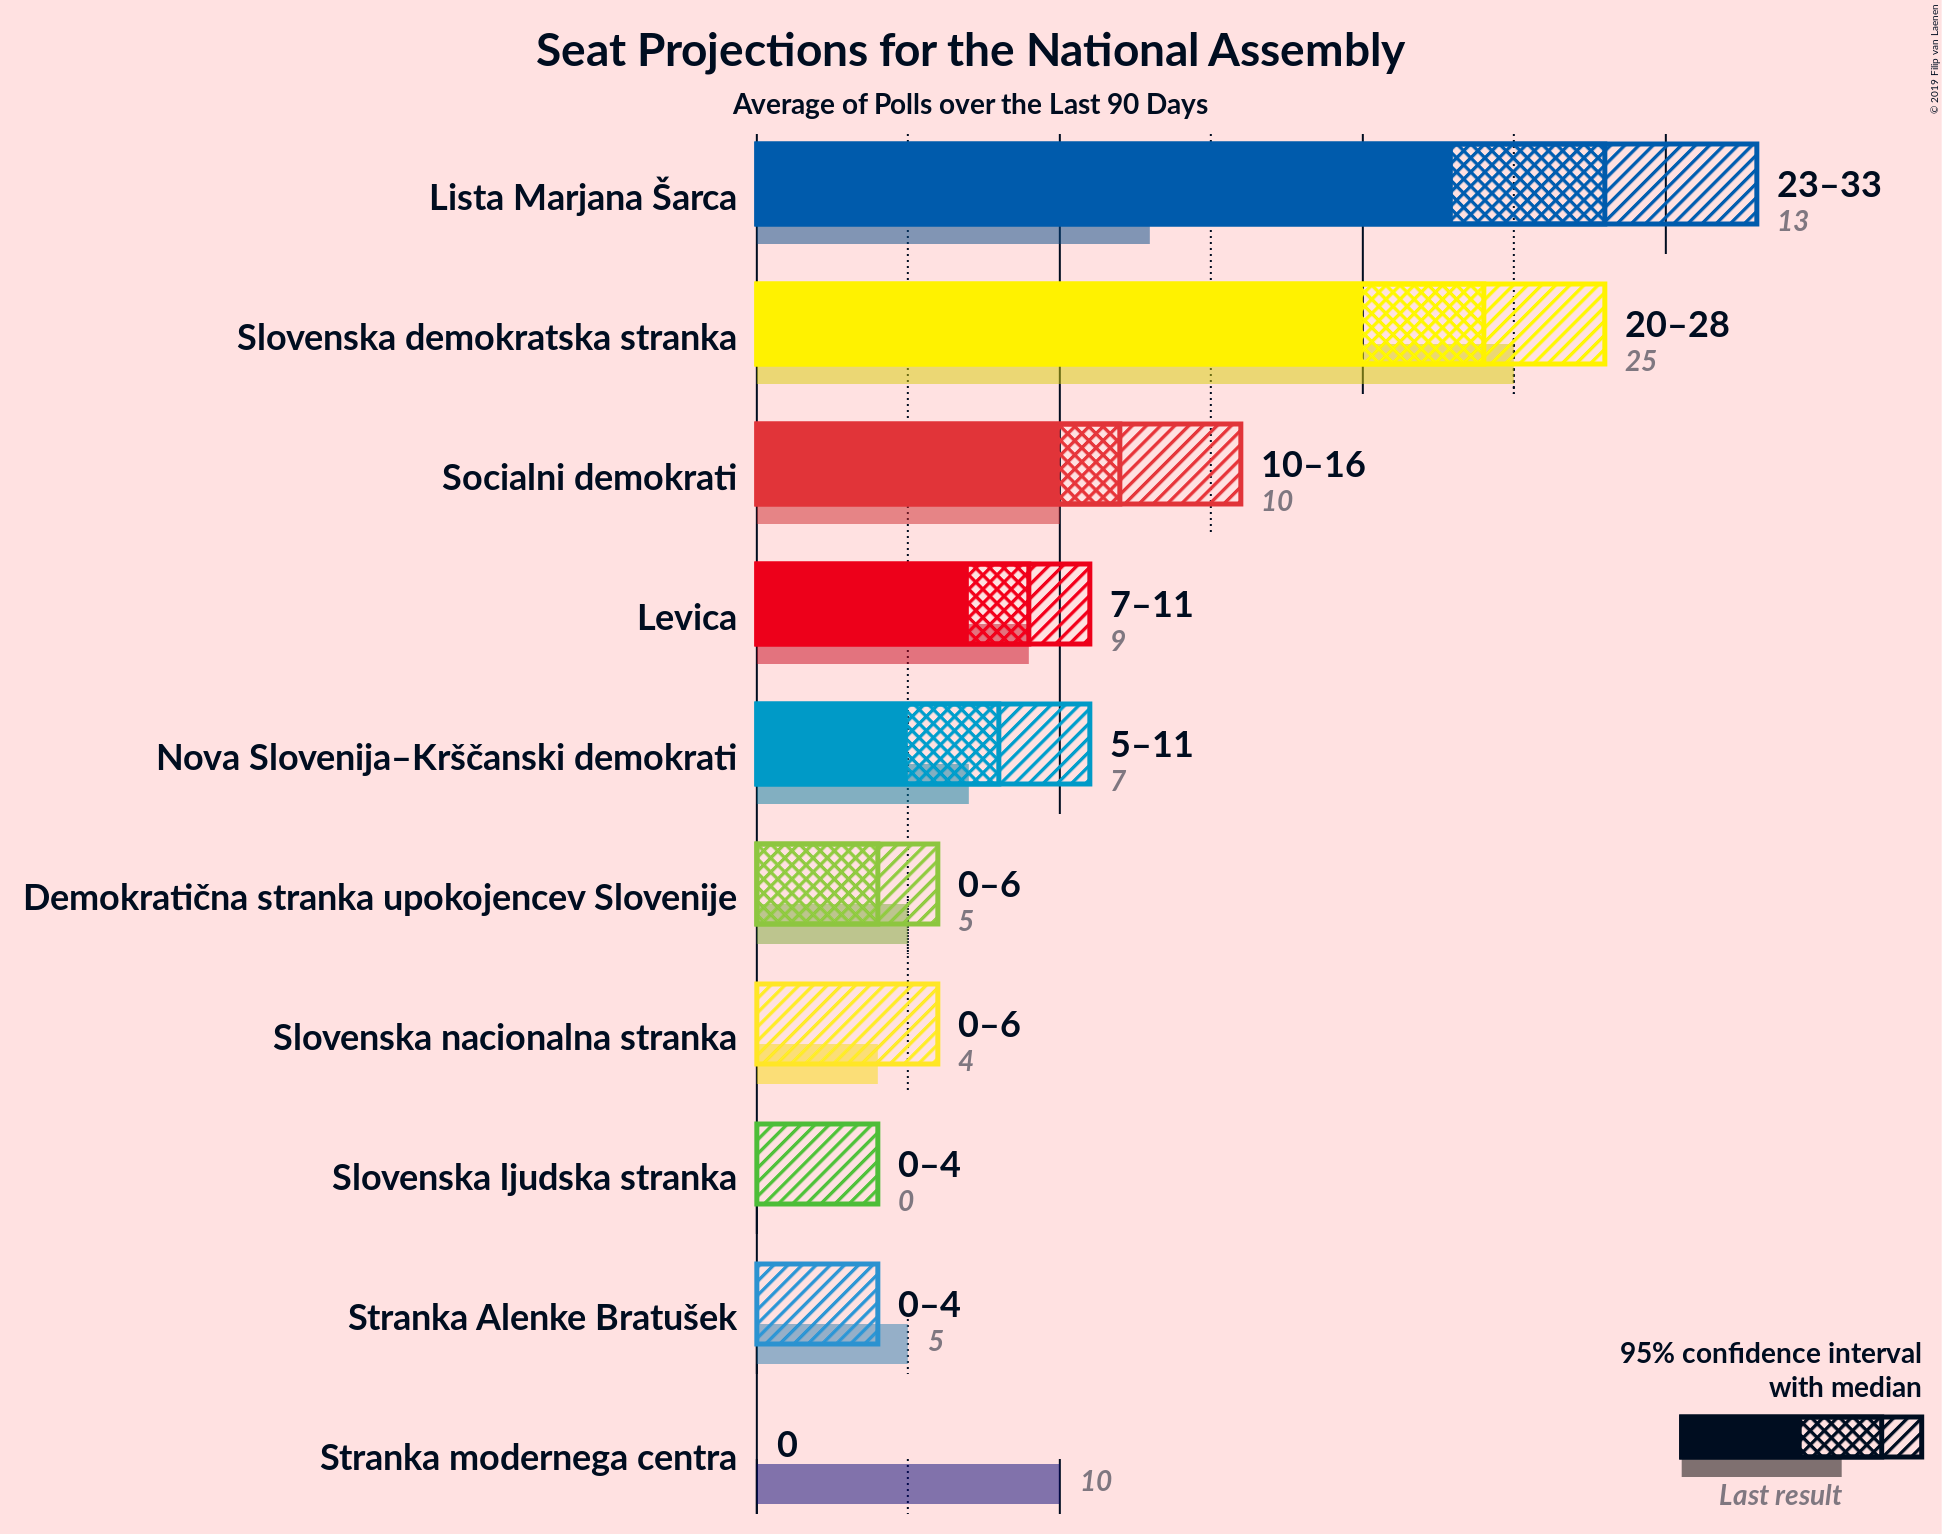 Seat Projections for the National Assembly
Average of Polls over the Last 90 Days
© 2019 Filip van Laenen
Lista Marjana Šarca
23–33
13
Slovenska demokratska stranka
20–28
25
Socialni demokrati
10–16
10
Levica
7–11
9
Nova Slovenija–Krščanski demokrati
5–11
7
Demokratična stranka upokojencev Slovenije
0–6
5
Slovenska nacionalna stranka
0–6
4
Slovenska ljudska stranka
0–4
0
Stranka Alenke Bratušek
0–4
5
Stranka modernega centra
0
10
95% confidence interval
with median
Last result